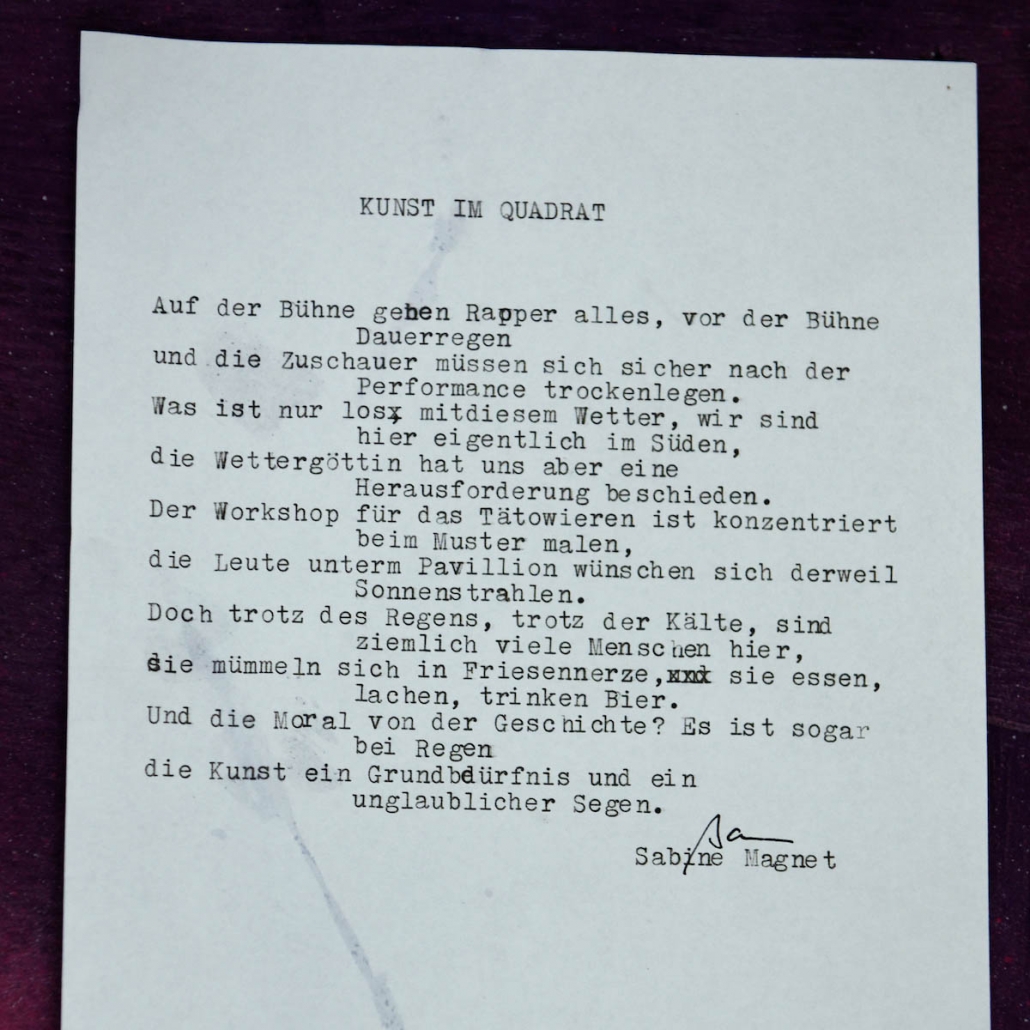 KUNST IM QUADRAT
Auf der Bühne geben Rapper alles, vor der Bühne
Dauerregen
und die Zuschauer müssen sich sicher nach der
Performance trockenlegen.
Was ist nur los, mitdiesem Wetter, wir sind
hier eigentlich im Süden,
die Wettergöttin hat uns aber eine
Herausforderung beschieden.
Der Workshop für das Tätowieren ist konzentriert
beim Muster malen,
die Leute unterm Pavillion wünschen sich derweil
Sonnenstrahlen.
Doch trotz des Regens, trotz der Kälte, sind
ziemlich viele Menschen hier,
sie mümmeln sich in Friesennerze, sie essen,
lachen, trinken Bier.
Und die Moral von der Geschichte? Es ist sogar
bei Regen
die Kunst ein Grundbdürfnis und ein
unglaublicher Segen.
Sabine Magnet